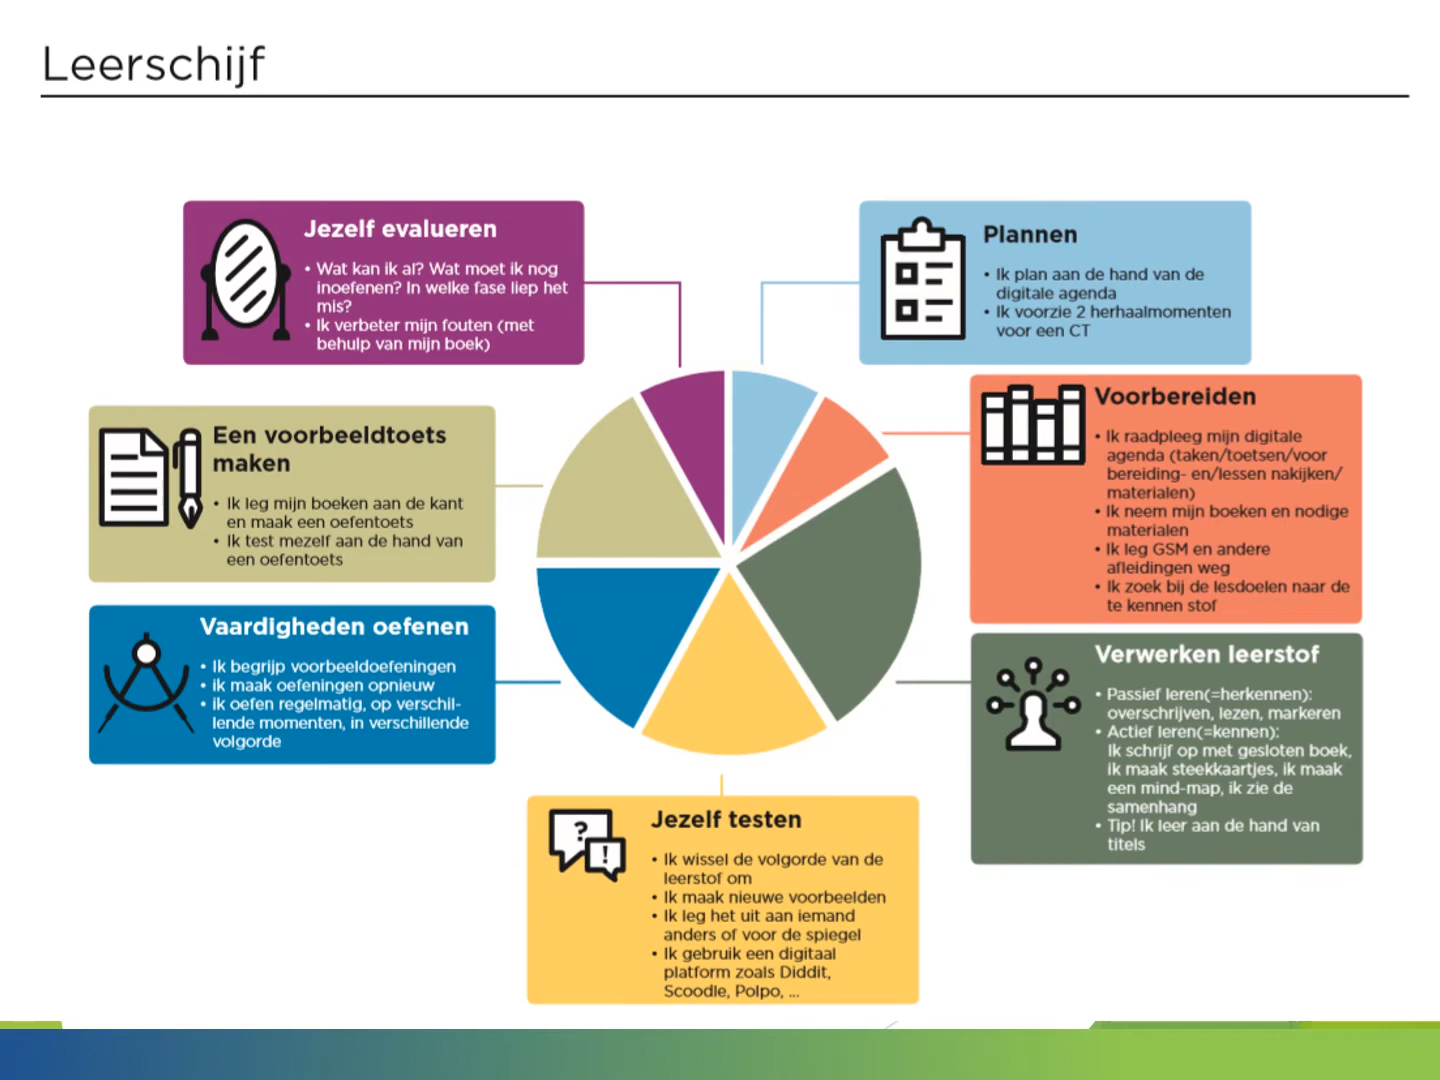 Leerschijf
Jezelf evalueren
• Wat kan ik al? Wat moet ik nog
inoefenen? In welke fase liep het
mis?
• Ik verbeter mijn fouten (met
behulp van mijn boek)
Plannen
• Ik plan aan de hand van de
digitale agenda
• Ik voorzie 2 herhaalmomenten
voor een CT
Voorbereiden
• Ik raadpleeg mijn digitale
agenda (taken/toetsen/voor
bereiding- en/lessen nakijken/
materialen)
• Ik neem mijn boeken en nodige
materialen
• Ik leg GSM en andere
afleidingen weg
• Ik zoek bij de lesdoelen naar de
te kennen stof
Een voorbeeldtoets
maken
• Ik leg mijn boeken aan de kant
en maak een oefentoets
• Ik test mezelf aan de hand van
een oefentoets
Vaardigheden oefenen
• Ik begrijp voorbeeldoefeningen
• ik maak oefeningen opnieuw
• ik oefen regelmatig, op verschil-
lende momenten, in verschillende
volgorde
Verwerken leerstof
• Passief leren(=herkennen):
overschrijven, lezen, markeren
• Actief leren(=kennen):
Ik schrijf op met gesloten boek,
ik maak steekkaartjes, ik maak
een mind-map, ik zie de
samenhang
• Tip! Ik leer aan de hand van
titels
? !
Jezelf testen
• Ik wissel de volgorde van de
leerstof om
• Ik maak nieuwe voorbeelden
• Ik leg het uit aan iemand
anders of voor de spiegel
• Ik gebruik een digitaal
platform zoals Diddit,
Scoodle, Polpo, ...